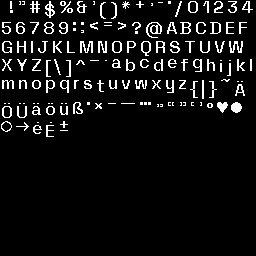 !"#$%&'()*+,-./01234
56789:;<=>?@ABCDEF
GHIJKLMNOPQRSTUVW
XYZ[\]^_`abcdefghijkl
mnopqrstuvwxyz{|}~Ä
ÖÜäöüß"×–—…"„“‚‘°♥●
○→éÉ±